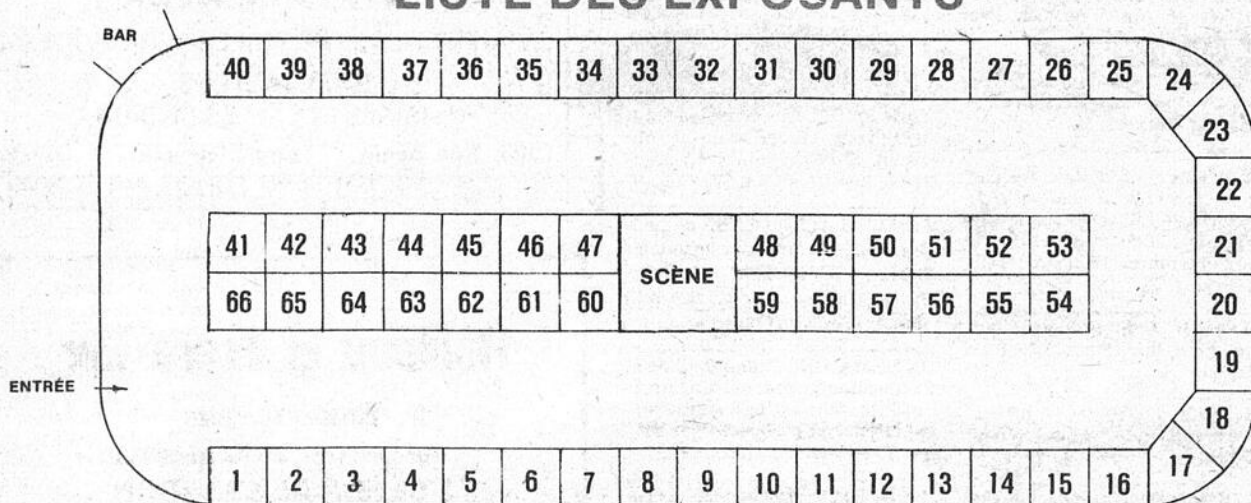 LISTE DES EXPOSANTS
BAR
40 39 38 37 36 35 34 33 32 31 30 29 28 27 26 25 24
23
22
41 42 43 44 45 46 47 48 49 50 51 52 53 21
SCÈNE
66 65 64 63 62 61 60 59 58 57 56 55 54 20
19
ENTRÉE
18
1 2 3 4 5 6 7 8 9 10 11 12 13 14 15 16 17